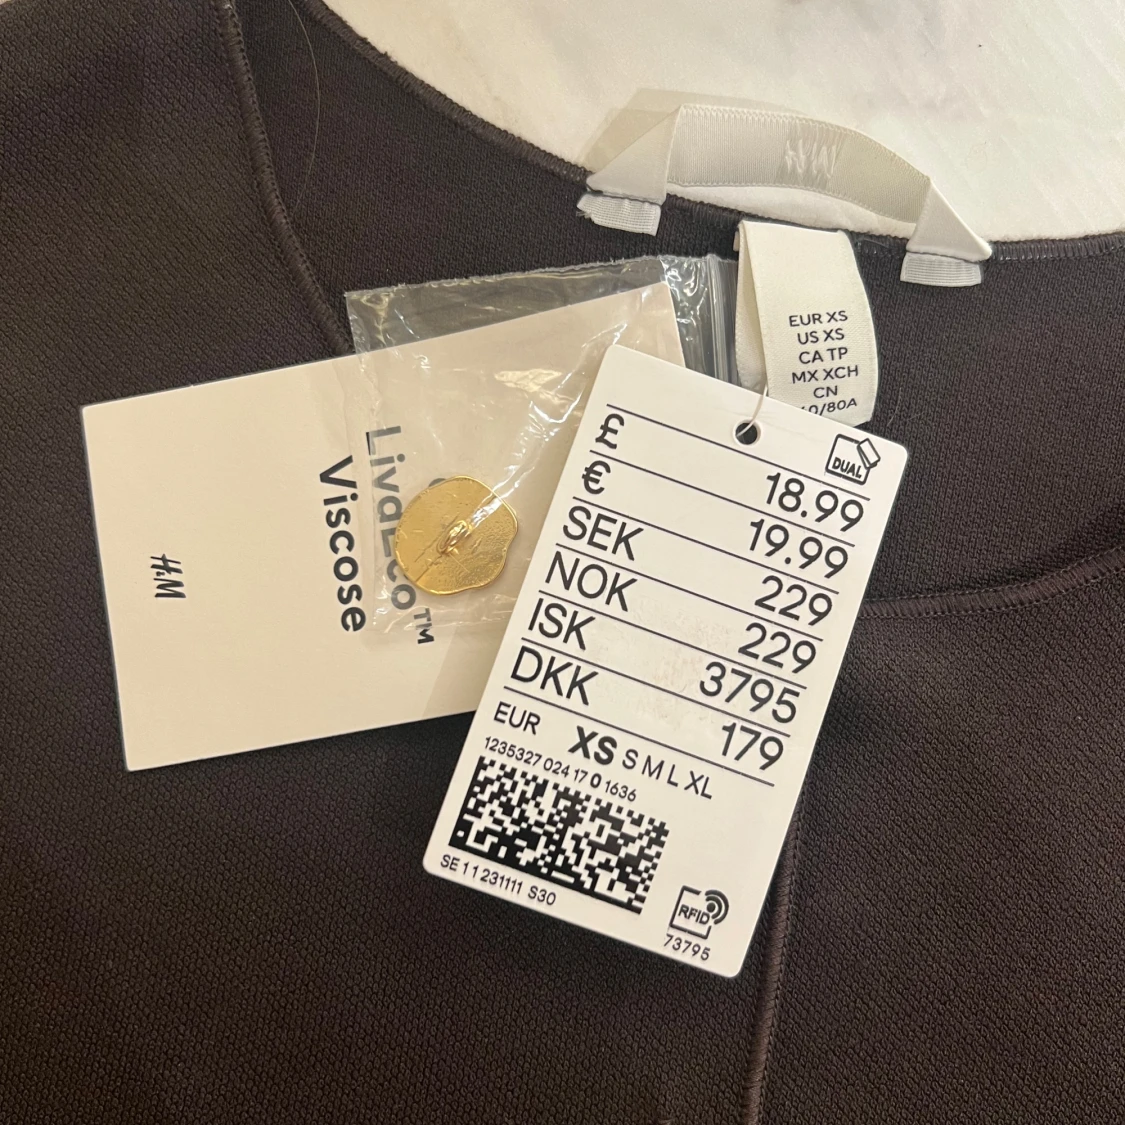 H&M
EUR XS
US XS
CA TP
MX XCH
CN
H&M
LivaEco™
Viscose
DUAL
£ 18.99
€ 19.99
SEK 229
NOK 229
ISK 3795
DKK 179
EUR XS S M L XL
1235327 024 17 0 1636
SE 1 1 231111 S30
RFID
73795